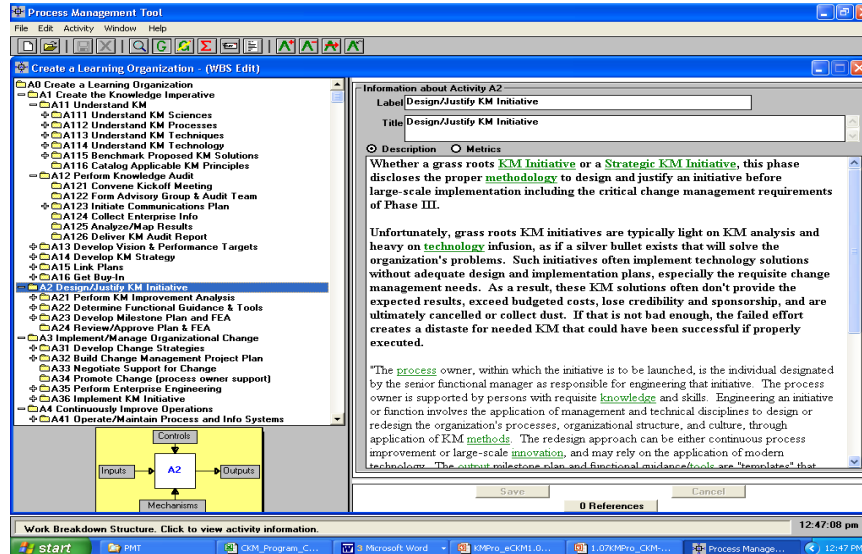 Process Management Tool
File Edit Activity Window Help
Create a Learning Organization - (WBS Edit)
A0 Create a Learning Organization
A1 Create the Knowledge Imperative
A11 Understand KM
A111 Understand KM Sciences
A112 Understand KM Processes
A113 Understand KM Techniques
A114 Understand KM Technology
A115 Benchmark Proposed KM Solutions
A116 Catalog Applicable KM Principles
A12 Perform Knowledge Audit
A121 Convene Kickoff Meeting
A122 Form Advisory Group & Audit Team
A123 Initiate Communications Plan
A124 Collect Enterprise Info
A125 Analyze/Map Results
A126 Deliver KM Audit Report
A13 Develop Vision & Performance Targets
A14 Develop KM Strategy
A15 Link Plans
A16 Get Buy-In
A2 Design/Justify KM Initiative
A21 Perform KM Improvement Analysis
A22 Determine Functional Guidance & Tools
A23 Develop Milestone Plan and FEA
A24 Review/Approve Plan & FEA
A3 Implement/Manage Organizational Change
A31 Develop Change Strategies
A32 Build Change Management Project Plan
A33 Negotiate Support for Change
A34 Promote Change (process owner support)
A35 Perform Enterprise Engineering
A36 Implement KM Initiative
A4 Continuously Improve Operations
A41 Operate/Maintain Process and Info Systems
Controls
Inputs
A2
Outputs
Mechanisms
Information about Activity A2
Label Design/Justify KM Initiative
Title Design/Justify KM Initiative
Description Metrics
Whether a grass roots KM Initiative or a Strategic KM Initiative, this phase
discloses the proper methodology to design and justify an initiative before
large-scale implementation including the critical change management requirements
of Phase III.
Unfortunately, grass roots KM initiatives are typically light on KM analysis and
heavy on technology infusion, as if a silver bullet exists that will solve the
organization's problems. Such initiatives often implement technology solutions
without adequate design and implementation plans, especially the requisite change
management needs. As a result, these KM solutions often don't provide the
expected results, exceed budgeted costs, lose credibility and sponsorship, and are
ultimately cancelled or collect dust. If that is not bad enough, the failed effort
creates a distaste for needed KM that could have been successful if properly
executed.
"The process owner, within which the initiative is to be launched, is the individual designated
by the senior functional manager as responsible for engineering that initiative. The process
owner is supported by persons with requisite knowledge and skills. Engineering an initiative
or function involves the application of management and technical disciplines to design or
redesign the organization's processes, organizational structure, and culture, through
application of KM methods. The redesign approach can be either continuous process
improvement or large-scale innovation, and may rely on the application of modern
technology. The output milestone plan and functional guidance/tools are "templates" that
Save Cancel
0 References
Work Breakdown Structure. Click to view activity information.
12:47:08 pm
start
PMT
CKM_Program_C...
3 Microsoft Word
KMPro_eCKM1.0...
1.07KMPro_CKM-...
Process Manage...
12:47 PM